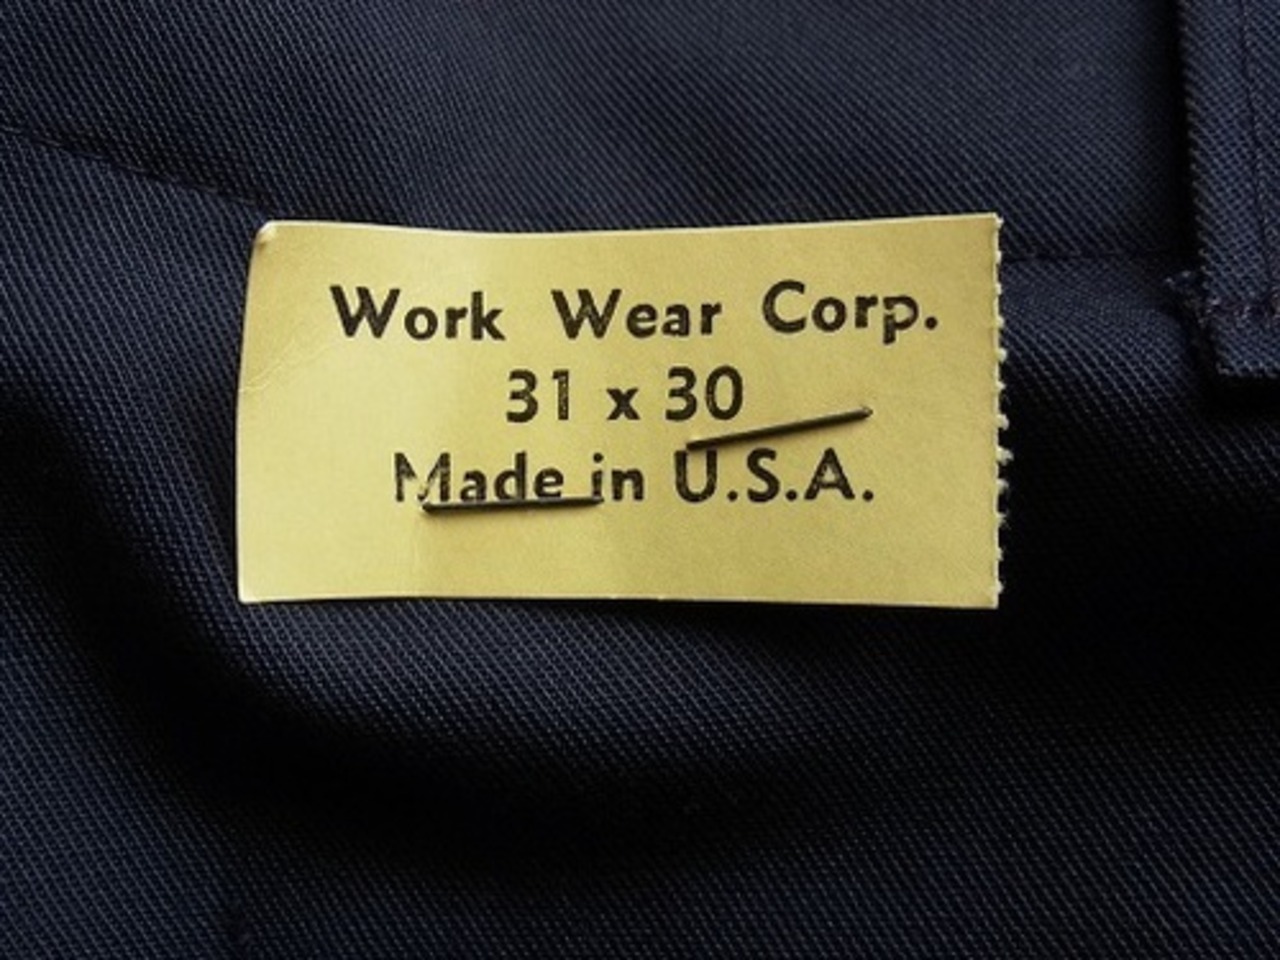 Work Wear Corp.
31 x 30
Made in U.S.A.